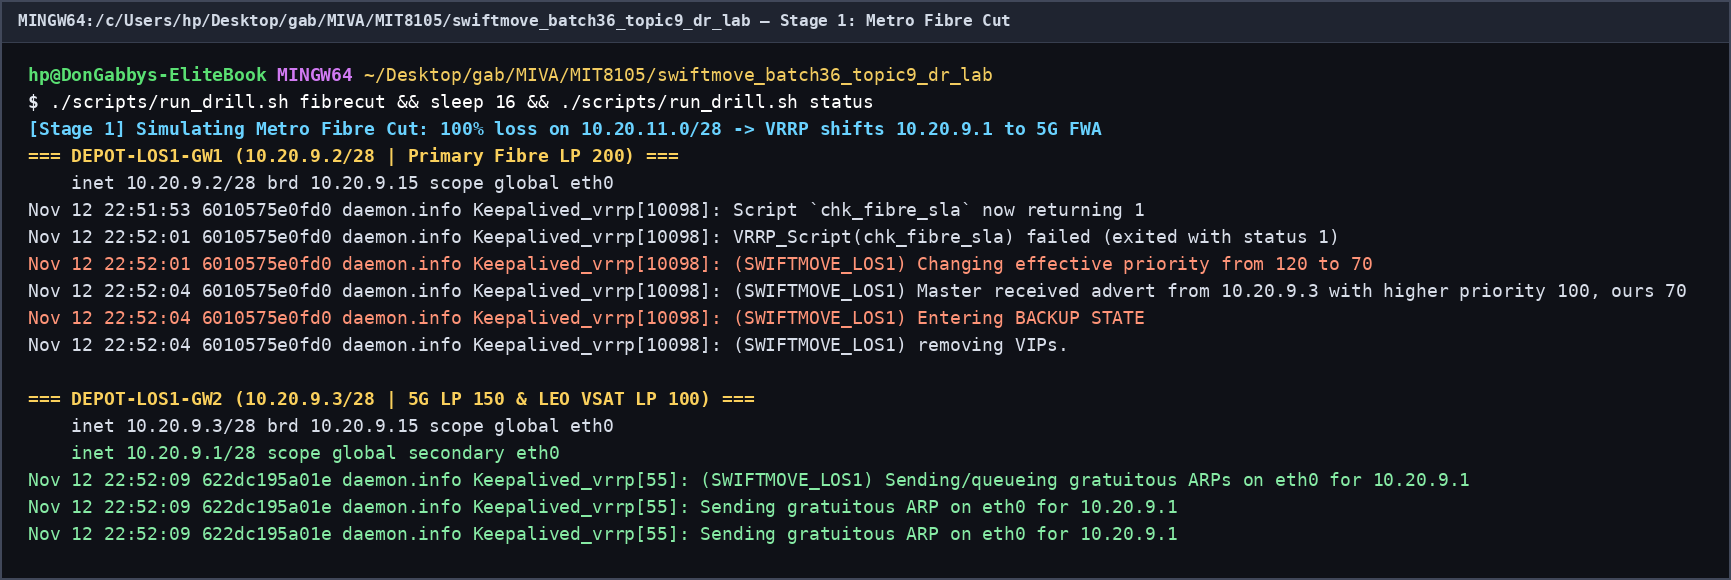 MINGW64:/c/Users/hp/Desktop/gab/MIVA/MIT8105/swiftmove_batch36_topic9_dr_lab — Stage 1: Metro Fibre Cut
hp@DonGabbys-EliteBook MINGW64 ~/Desktop/gab/MIVA/MIT8105/swiftmove_batch36_topic9_dr_lab
$ ./scripts/run_drill.sh fibrecut && sleep 16 && ./scripts/run_drill.sh status
[Stage 1] Simulating Metro Fibre Cut: 100% loss on 10.20.11.0/28 -> VRRP shifts 10.20.9.1 to 5G FWA
=== DEPOT-LOS1-GW1 (10.20.9.2/28 | Primary Fibre LP 200) ===
    inet 10.20.9.2/28 brd 10.20.9.15 scope global eth0
Nov 12 22:51:53 6010575e0fd0 daemon.info Keepalived_vrrp[10098]: Script `chk_fibre_sla` now returning 1
Nov 12 22:52:01 6010575e0fd0 daemon.info Keepalived_vrrp[10098]: VRRP_Script(chk_fibre_sla) failed (exited with status 1)
Nov 12 22:52:01 6010575e0fd0 daemon.info Keepalived_vrrp[10098]: (SWIFTMOVE_LOS1) Changing effective priority from 120 to 70
Nov 12 22:52:04 6010575e0fd0 daemon.info Keepalived_vrrp[10098]: (SWIFTMOVE_LOS1) Master received advert from 10.20.9.3 with higher priority 100, ours 70
Nov 12 22:52:04 6010575e0fd0 daemon.info Keepalived_vrrp[10098]: (SWIFTMOVE_LOS1) Entering BACKUP STATE
Nov 12 22:52:04 6010575e0fd0 daemon.info Keepalived_vrrp[10098]: (SWIFTMOVE_LOS1) removing VIPs.
=== DEPOT-LOS1-GW2 (10.20.9.3/28 | 5G LP 150 & LEO VSAT LP 100) ===
    inet 10.20.9.3/28 brd 10.20.9.15 scope global eth0
    inet 10.20.9.1/28 scope global secondary eth0
Nov 12 22:52:09 622dc195a01e daemon.info Keepalived_vrrp[55]: (SWIFTMOVE_LOS1) Sending/queueing gratuitous ARPs on eth0 for 10.20.9.1
Nov 12 22:52:09 622dc195a01e daemon.info Keepalived_vrrp[55]: Sending gratuitous ARP on eth0 for 10.20.9.1
Nov 12 22:52:09 622dc195a01e daemon.info Keepalived_vrrp[55]: Sending gratuitous ARP on eth0 for 10.20.9.1